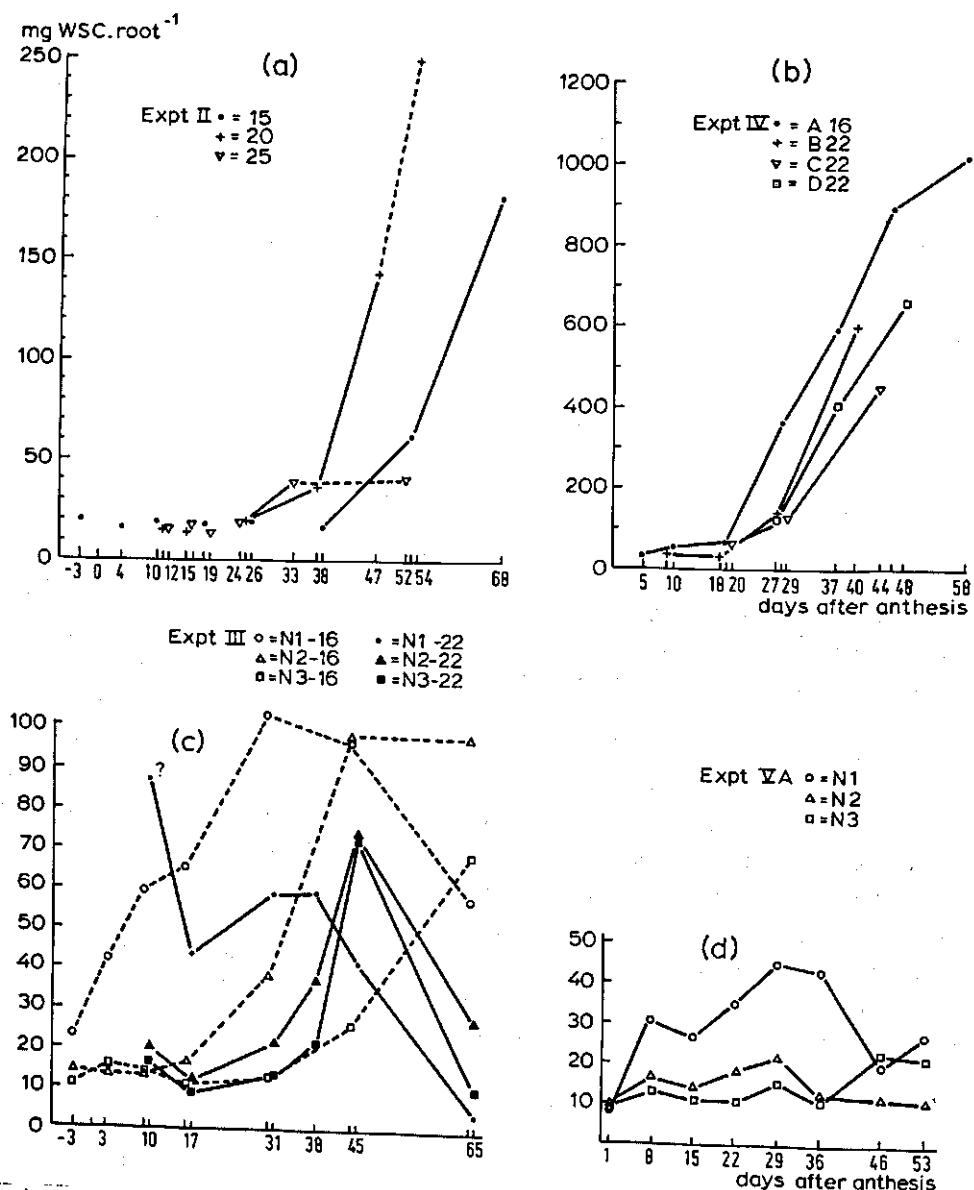 mg WSC.root⁻¹
(a)
Expt II • = 15
+ = 20
▽ = 25
250
200
150
100
50
0
-3 0 4 10 12 15 19 24 26 33 38 47 52 54 68
(b)
Expt IV • = A 16
+ = B 22
▽ = C 22
□ = D 22
1200
1000
800
600
400
200
0
5 10 18 20 27 29 37 40 44 48 58
days after anthesis
Expt III ○ = N1-16 • = N1-22
△ = N2-16 ▲ = N2-22
□ = N3-16 ■ = N3-22
(c)
?
100
90
80
70
60
50
40
30
20
10
0
-3 3 10 17 31 38 45 65
Expt VA ○ = N1
△ = N2
□ = N3
(d)
50
40
30
20
10
1 8 15 22 29 36 46 53
days after anthesis